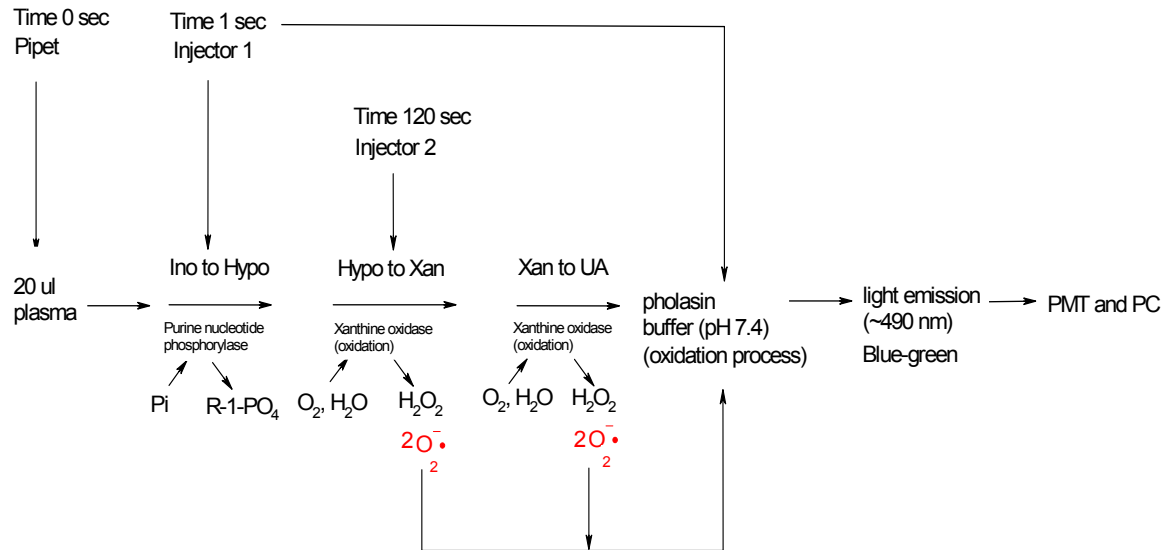 Time 0 sec
Pipet
Time 1 sec
Injector 1
Time 120 sec
Injector 2
20 ul
plasma
Ino to Hypo
Purine nucleotide
phosphorylase
Pi
R-1-PO4
Hypo to Xan
Xanthine oxidase
(oxidation)
O2, H2O
H2O2
2O2−•
Xan to UA
Xanthine oxidase
(oxidation)
O2, H2O
H2O2
2O2−•
pholasin
buffer (pH 7.4)
(oxidation process)
light emission
(~490 nm)
Blue-green
PMT and PC